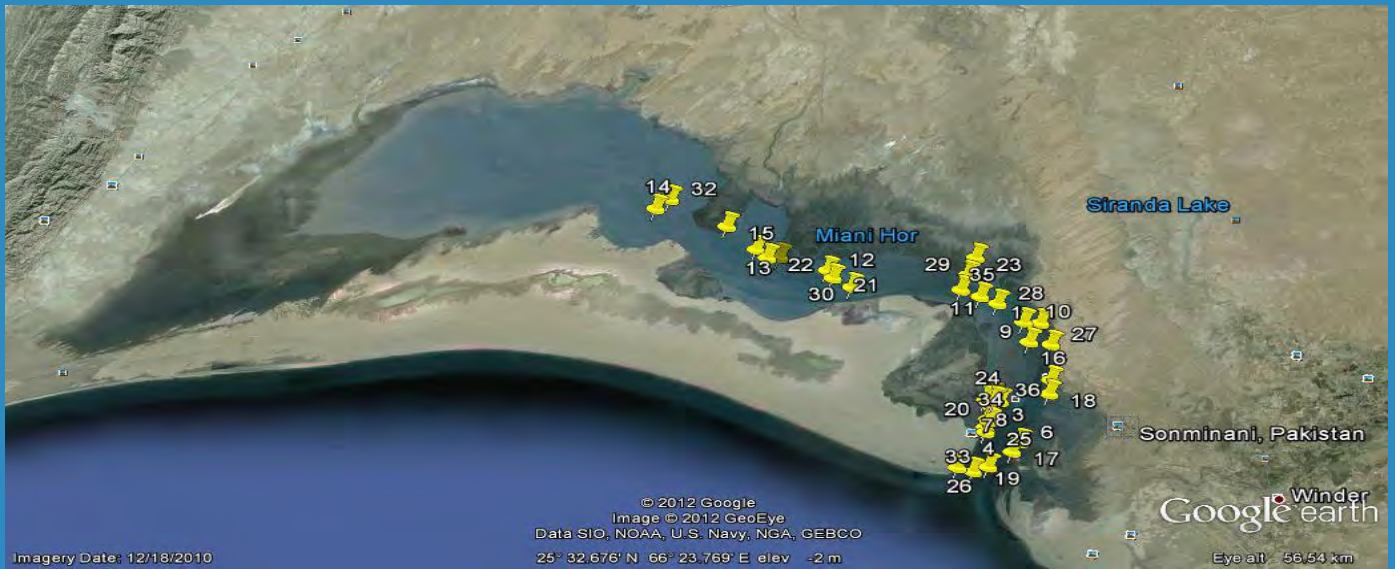 14 32
Siranda Lake
15 Miani Hor
13 22 12 29 23
30 21 35
11 28
1 10
9 27
16
24 36 18
20 34 3
7 8 6
Sonminani, Pakistan
4 25
33 17
26 19
Winder
© 2012 Google
Google earth
Image © 2012 GeoEye
Data SIO, NOAA, U.S. Navy, NGA, GEBCO
Imagery Date: 12/18/2010 25° 32.676' N 66° 23.769' E elev -2 m Eye alt 56.54 km